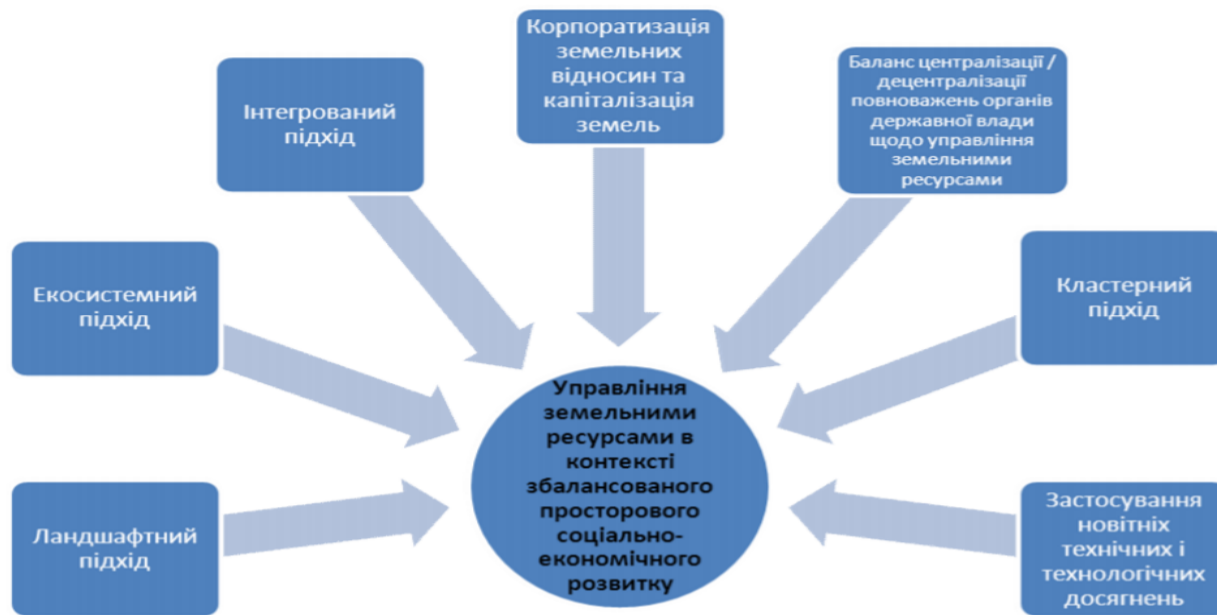 Корпоратизація
земельних
відносин та
капіталізація
земель
Баланс централізації /
децентралізації
повноважень органів
державної влади
щодо управління
земельними
ресурсами
Інтегрований
підхід
Екосистемний
підхід
Кластерний
підхід
Управління
земельними
ресурсами в
контексті
збалансованого
просторового
соціально-
економічного
розвитку
Ландшафтний
підхід
Застосування
новітніх
технічних і
технологічних
досягнень